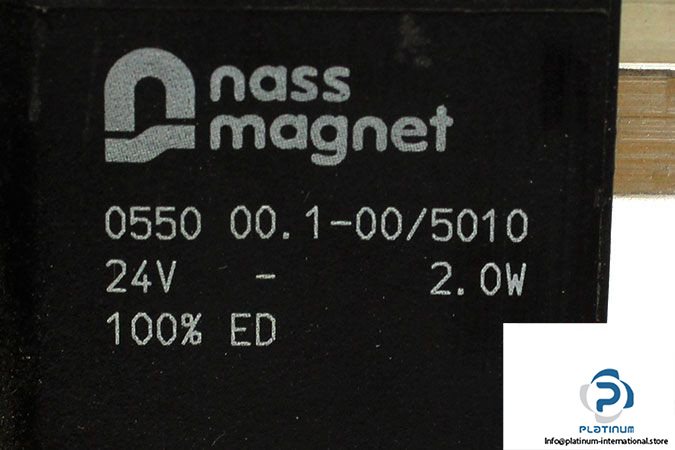 nass
magnet
0550 00.1-00/5010
24V - 2.0W
100% ED
PLATINUM
Info@platinum-international.store